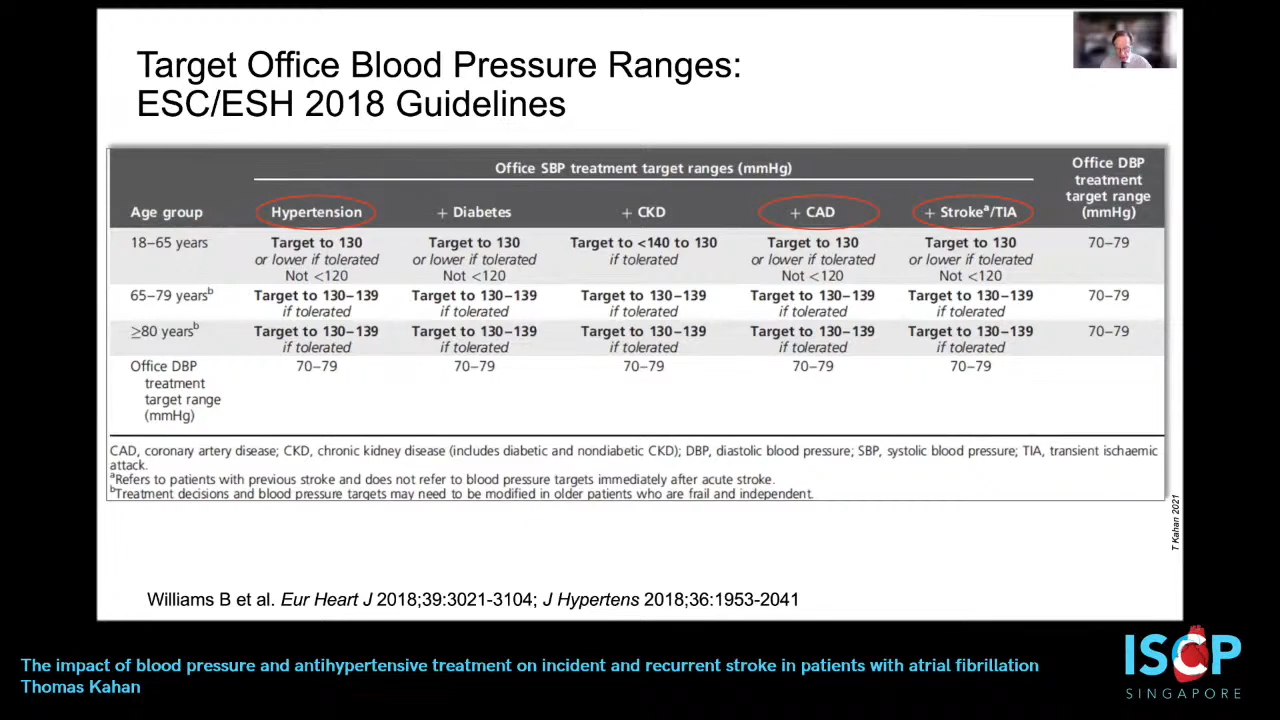 Target Office Blood Pressure Ranges:
ESC/ESH 2018 Guidelines
Office SBP treatment target ranges (mmHg)
Office DBP
treatment
target range
(mmHg)
Age group
Hypertension
+ Diabetes
+ CKD
+ CAD
+ Strokeᵃ/TIA
18–65 years
Target to 130
or lower if tolerated
Not <120
Target to 130
or lower if tolerated
Not <120
Target to <140 to 130
if tolerated
Target to 130
or lower if tolerated
Not <120
Target to 130
or lower if tolerated
Not <120
70–79
65–79 yearsᵇ
Target to 130–139
if tolerated
Target to 130–139
if tolerated
Target to 130–139
if tolerated
Target to 130–139
if tolerated
Target to 130–139
if tolerated
70–79
≥80 yearsᵇ
Target to 130–139
if tolerated
Target to 130–139
if tolerated
Target to 130–139
if tolerated
Target to 130–139
if tolerated
Target to 130–139
if tolerated
70–79
Office DBP
treatment
target range
(mmHg)
70–79
70–79
70–79
70–79
70–79
CAD, coronary artery disease; CKD, chronic kidney disease (includes diabetic and nondiabetic CKD); DBP, diastolic blood pressure; SBP, systolic blood pressure; TIA, transient ischaemic
attack.
ᵃRefers to patients with previous stroke and does not refer to blood pressure targets immediately after acute stroke.
ᵇTreatment decisions and blood pressure targets may need to be modified in older patients who are frail and independent.
T Kahan 2021
Williams B et al. Eur Heart J 2018;39:3021-3104; J Hypertens 2018;36:1953-2041
The impact of blood pressure and antihypertensive treatment on incident and recurrent stroke in patients with atrial fibrillation
Thomas Kahan
ISCP
SINGAPORE